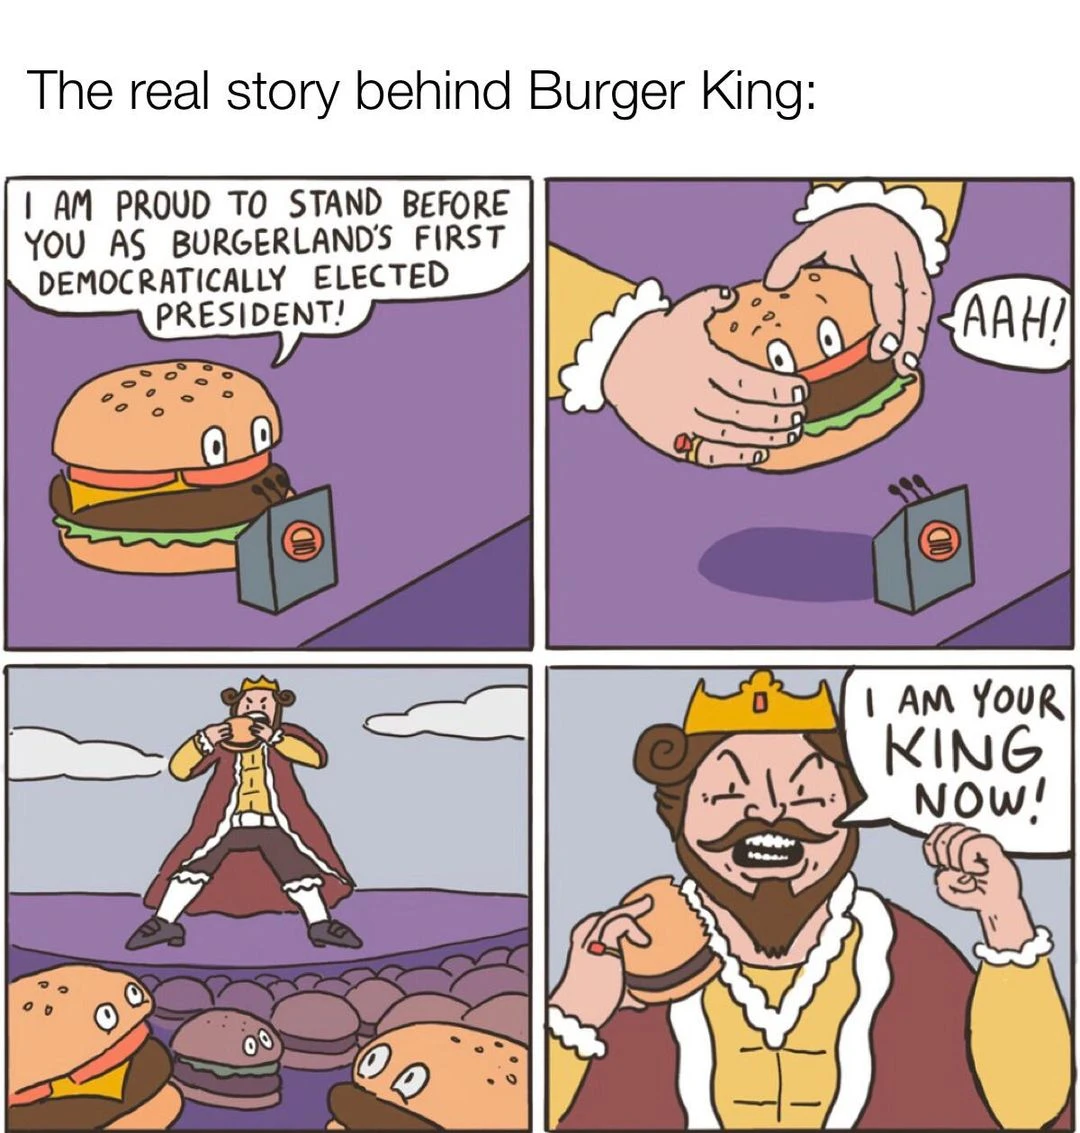 The real story behind Burger King:
I AM PROUD TO STAND BEFORE
YOU AS BURGERLAND'S FIRST
DEMOCRATICALLY ELECTED
PRESIDENT!
AAH!
I AM YOUR
KING
NOW!